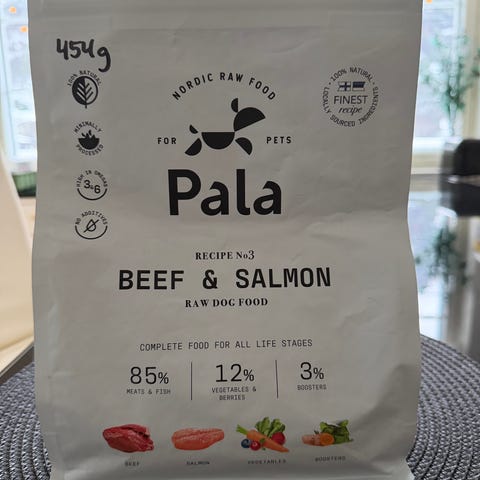 454g
100% NATURAL
MINIMALLY
PROCESSED
HIGH IN OMEGAS
3&6
NO ADDITIVES
NORDIC RAW FOOD
FOR PETS
100% NATURAL
FINEST
recipe
LOCALLY SOURCED INGREDIENTS
Pala
RECIPE No3
BEEF & SALMON
RAW DOG FOOD
COMPLETE FOOD FOR ALL LIFE STAGES
85%
MEATS & FISH
12%
VEGETABLES &
BERRIES
3%
BOOSTERS
BEEF
SALMON
VEGETABLES
BOOSTERS